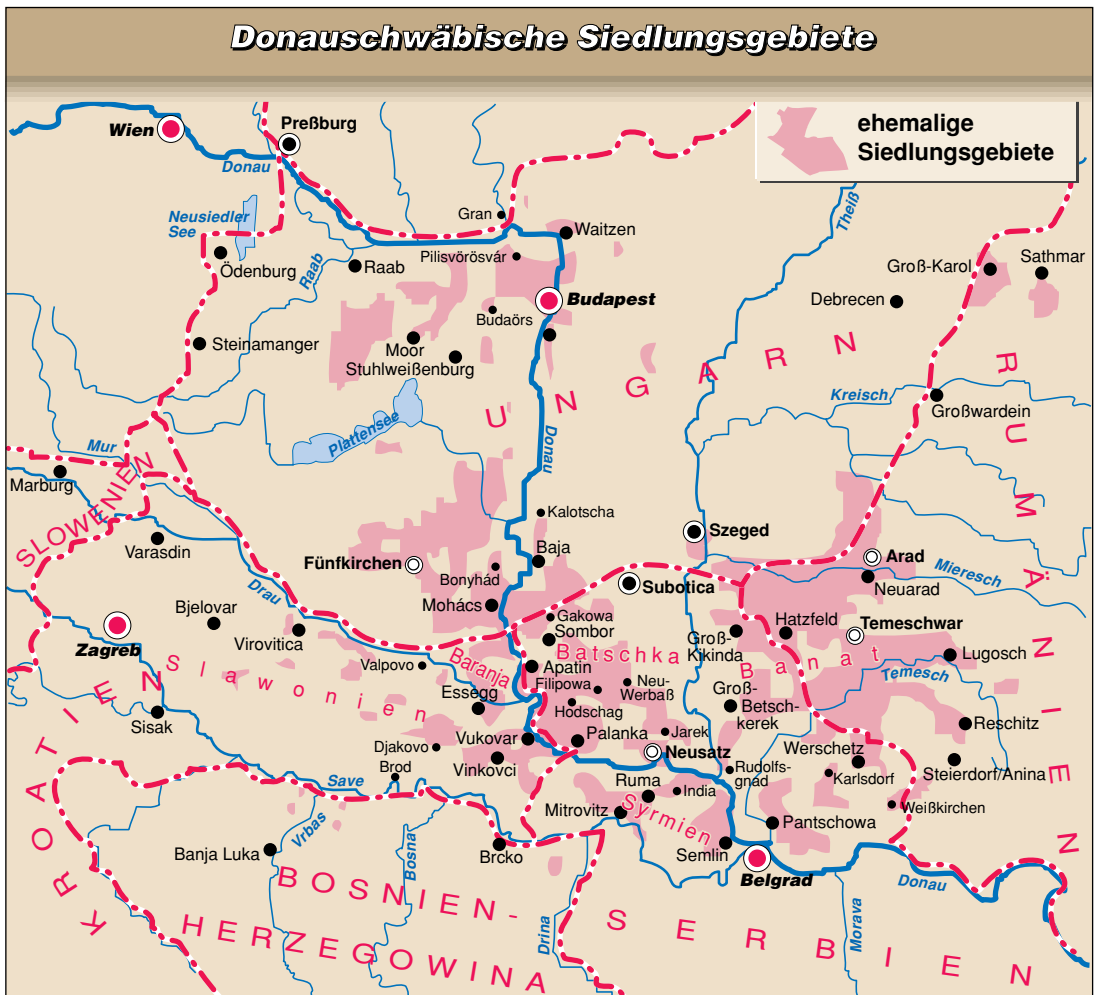 Donauschwäbische Siedlungsgebiete
ehemalige
Siedlungsgebiete
Wien
Preßburg
Donau
Neusiedler
See
Ödenburg
Raab
Raab
Gran
Waitzen
Pilisvörösvár
Theiß
Groß-Karol
Sathmar
Debrecen
Budapest
Budaörs
Steinamanger
Moor
Stuhlweißenburg
UNGARN
Kreisch
Großwardein
RUMÄNIEN
Plattensee
Donau
Mur
Marburg
SLOWENIEN
Varasdin
Kalotscha
Szeged
Baja
Fünfkirchen
Bonyhád
Arad
Mieresch
Neuarad
Subotica
Drau
Mohács
Bjelovar
Virovitica
Zagreb
Gakowa
Sombor
Groß-
Kikinda
Hatzfeld
Temeschwar
Batschka
Banat
Lugosch
Temesch
Slawonien
Valpovo
Baranja
Apatin
Filipowa
Neu-
Werbaß
Essegg
Hodschag
Groß-
Betsch-
kerek
Sisak
Reschitz
Djakovo
Vukovar
Palanka
Jarek
Neusatz
Werschetz
Vinkovci
Brod
Save
Ruma
India
Rudolfs-
gnad
Karlsdorf
Steierdorf/Anina
KROATIEN
Mitrovitz
Syrmien
Weißkirchen
Pantschowa
Vrbas
Banja Luka
Bosna
Brcko
Semlin
Belgrad
Donau
BOSNIEN-
HERZEGOWINA
Drina
SERBIEN
Morava